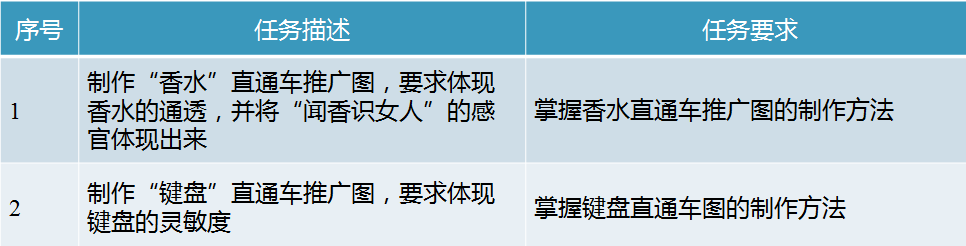 序号 任务描述 任务要求
1 制作“香水”直通车推广图，要求体现
香水的通透，并将“闻香识女人”的感
官体现出来 掌握香水直通车推广图的制作方法
2 制作“键盘”直通车推广图，要求体现
键盘的灵敏度 掌握键盘直通车图的制作方法